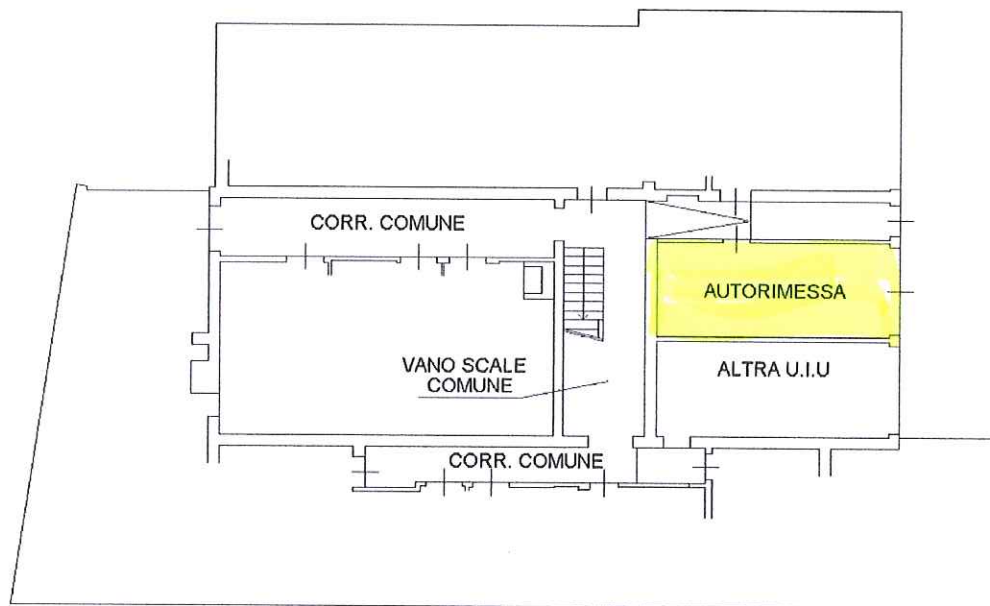 CORR. COMUNE
AUTORIMESSA
VANO SCALE
COMUNE
ALTRA U.I.U
CORR. COMUNE